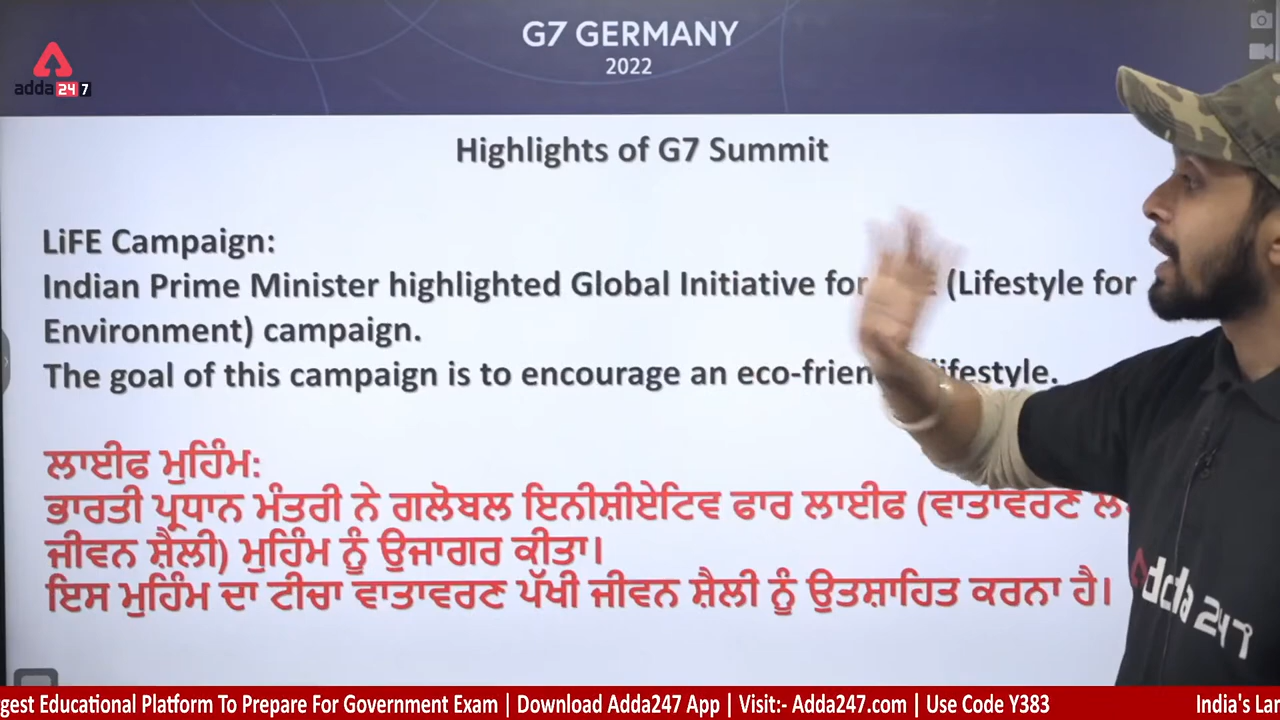 G7 GERMANY
2022
adda 24 7
Highlights of G7 Summit
LiFE Campaign:
Indian Prime Minister highlighted Global Initiative for (Lifestyle for
Environment) campaign.
The goal of this campaign is to encourage an eco-frien lifestyle.
ਲਾਈਫ ਮੁਹਿੰਮ:
ਭਾਰਤੀ ਪ੍ਰਧਾਨ ਮੰਤਰੀ ਨੇ ਗਲੋਬਲ ਇਨੀਸ਼ੀਏਟਿਵ ਫਾਰ ਲਾਈਫ (ਵਾਤਾਵਰਣ
ਜੀਵਨ ਸ਼ੈਲੀ) ਮੁਹਿੰਮ ਨੂੰ ਉਜਾਗਰ ਕੀਤਾ।
ਇਸ ਮੁਹਿੰਮ ਦਾ ਟੀਚਾ ਵਾਤਾਵਰਣ ਪੱਖੀ ਜੀਵਨ ਸ਼ੈਲੀ ਨੂੰ ਉਤਸ਼ਾਹਿਤ ਕਰਨਾ ਹੈ।
Adda 247
gest Educational Platform To Prepare For Government Exam | Download Adda247 App | Visit:- Adda247.com | Use Code Y383 India's Lar